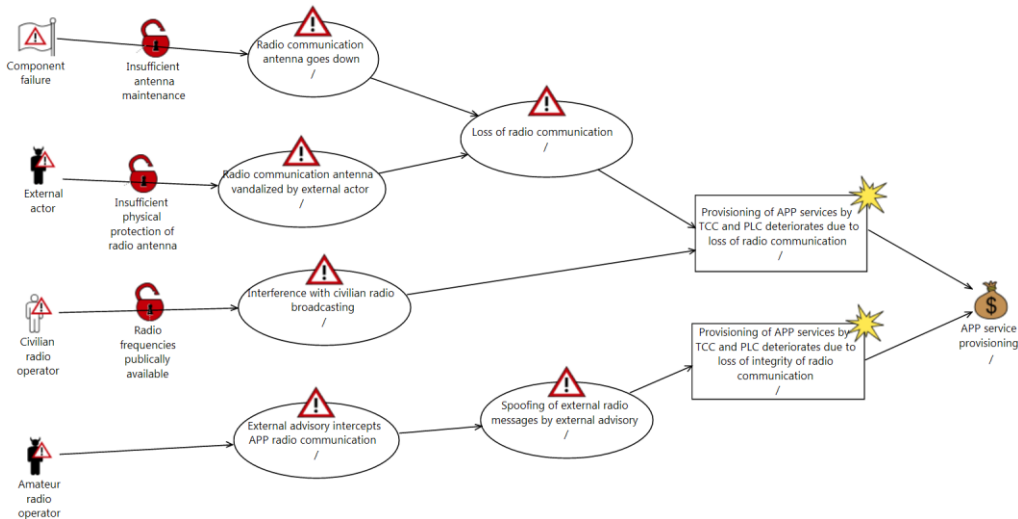 Component
failure
Insufficient
antenna
maintenance
Radio communication
antenna goes down
/
Loss of radio communication
/
External
actor
Insufficient
physical
protection of
radio antenna
Radio communication antenna
vandalized by external actor
/
Provisioning of APP services by
TCC and PLC deteriorates due to
loss of radio communication
/
Civilian
radio
operator
Radio
frequencies
publically
available
Interference with civilian radio
broadcasting
/
Provisioning of APP services by
TCC and PLC deteriorates due to
loss of integrity of radio
communication
/
$
APP service
provisioning
/
Amateur
radio
operator
External advisory intercepts
APP radio communication
/
Spoofing of external radio
messages by external advisory
/